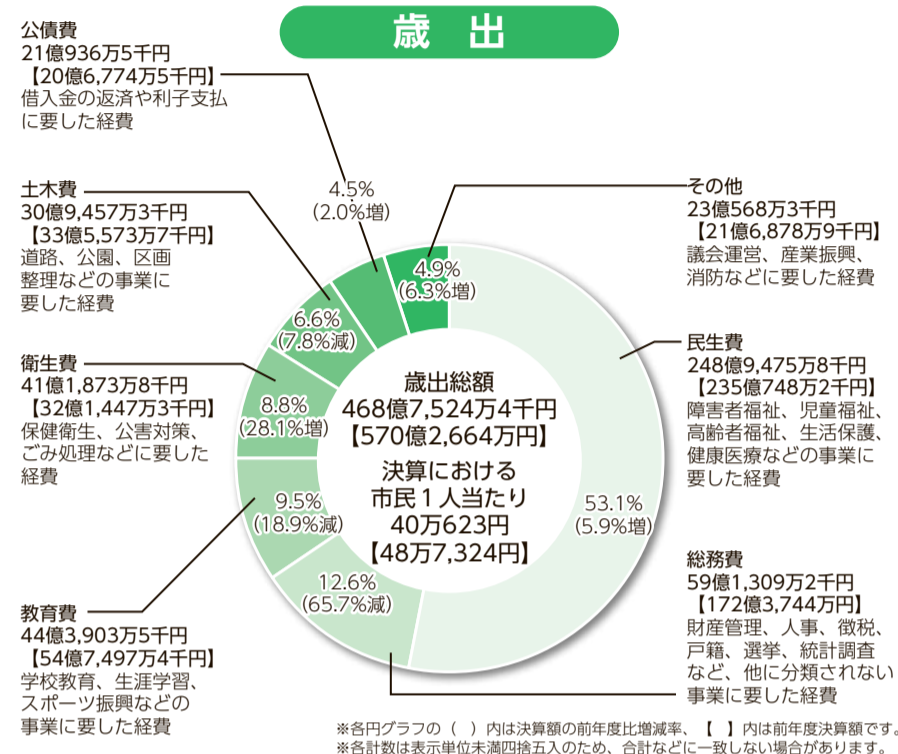 歳 出
公債費
21億936万5千円
【20億6,774万5千円】
借入金の返済や利子支払
に要した経費
4.5%
(2.0%増)
土木費
30億9,457万3千円
【33億5,573万7千円】
道路、公園、区画
整理などの事業に
要した経費
6.6%
(7.8%減)
衛生費
41億1,873万8千円
【32億1,447万3千円】
保健衛生、公害対策、
ごみ処理などに要した
経費
8.8%
(28.1%増)
教育費
44億3,903万5千円
【54億7,497万4千円】
学校教育、生涯学習、
スポーツ振興などの
事業に要した経費
9.5%
(18.9%減)
歳出総額
468億7,524万4千円
【570億2,664万円】
決算における
市民1人当たり
40万623円
【48万7,324円】
その他
23億568万3千円
【21億6,878万9千円】
議会運営、産業振興、
消防などに要した経費
4.9%
(6.3%増)
民生費
248億9,475万8千円
【235億748万2千円】
障害者福祉、児童福祉、
高齢者福祉、生活保護、
健康医療などの事業に
要した経費
53.1%
(5.9%増)
総務費
59億1,309万2千円
【172億3,744万円】
財産管理、人事、徴税、
戸籍、選挙、統計調査
など、他に分類されない
事業に要した経費
12.6%
(65.7%減)
※各円グラフの( )内は決算額の前年度比増減率、【 】内は前年度決算額です。
※各計数は表示単位未満四捨五入のため、合計などに一致しない場合があります。